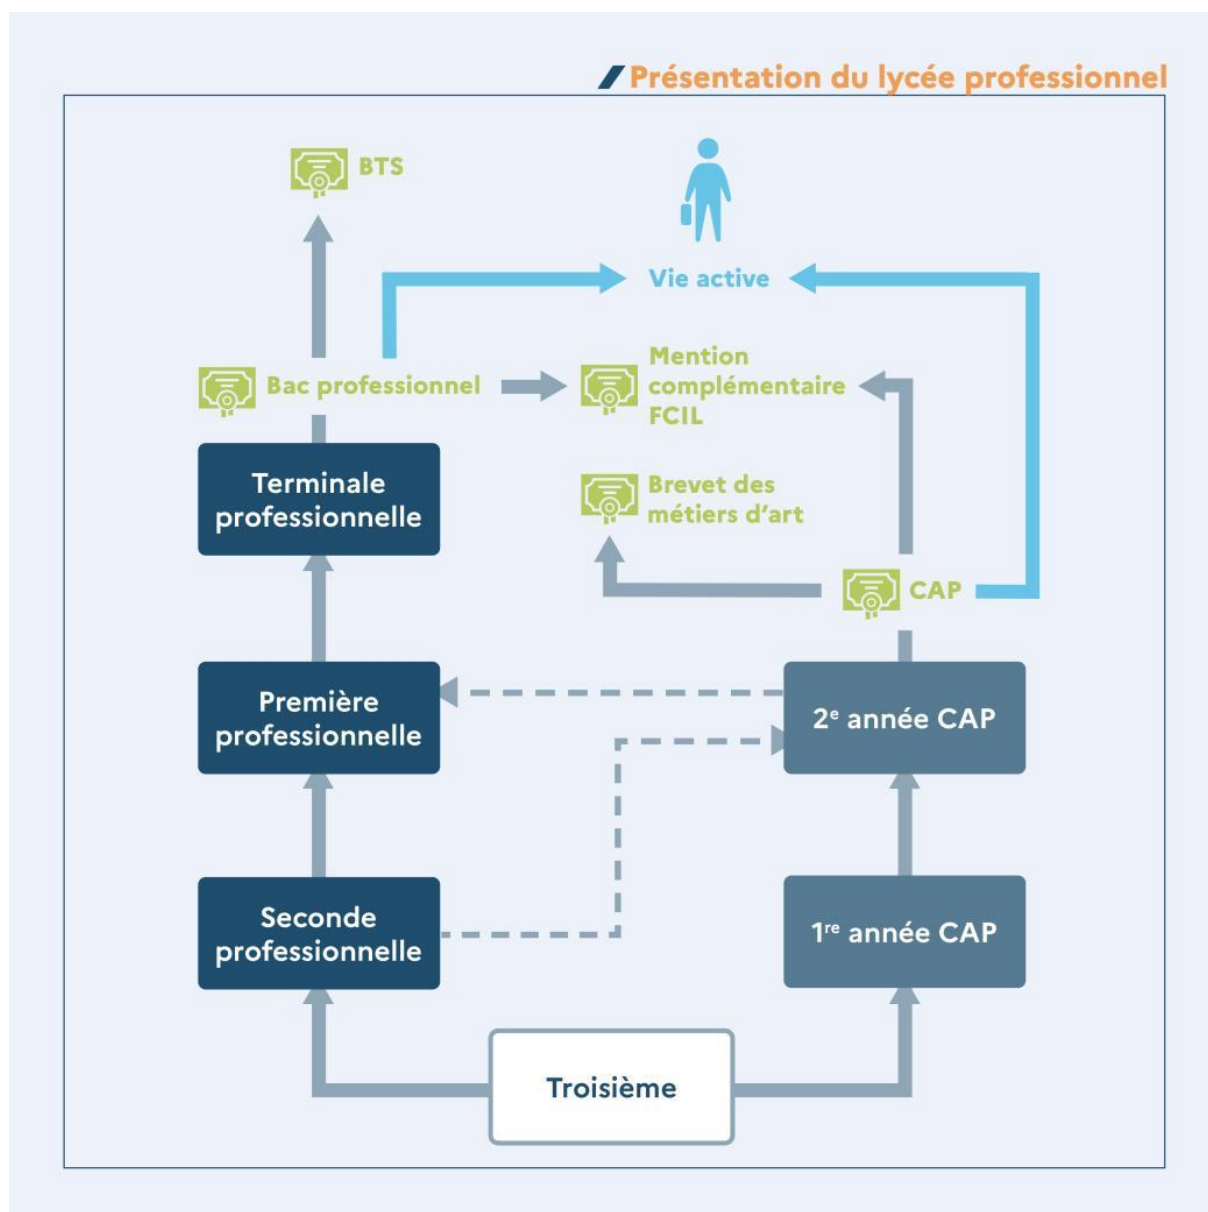 Présentation du lycée professionnel
BTS
Vie active
Bac professionnel
Mention
complémentaire
FCIL
Terminale
professionnelle
Brevet des
métiers d'art
CAP
Première
professionnelle
2e année CAP
Seconde
professionnelle
1re année CAP
Troisième